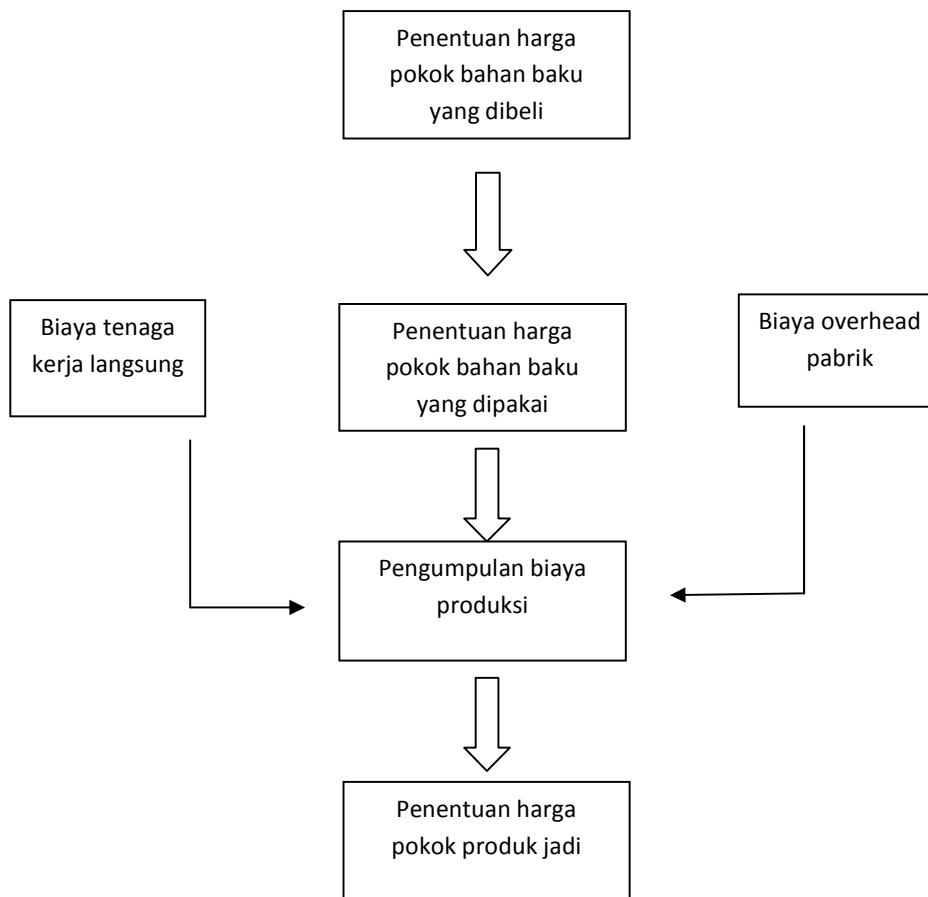 Penentuan harga
pokok bahan baku
yang dibeli
Biaya tenaga
kerja langsung
Penentuan harga
pokok bahan baku
yang dipakai
Biaya overhead
pabrik
Pengumpulan biaya
produksi
Penentuan harga
pokok produk jadi